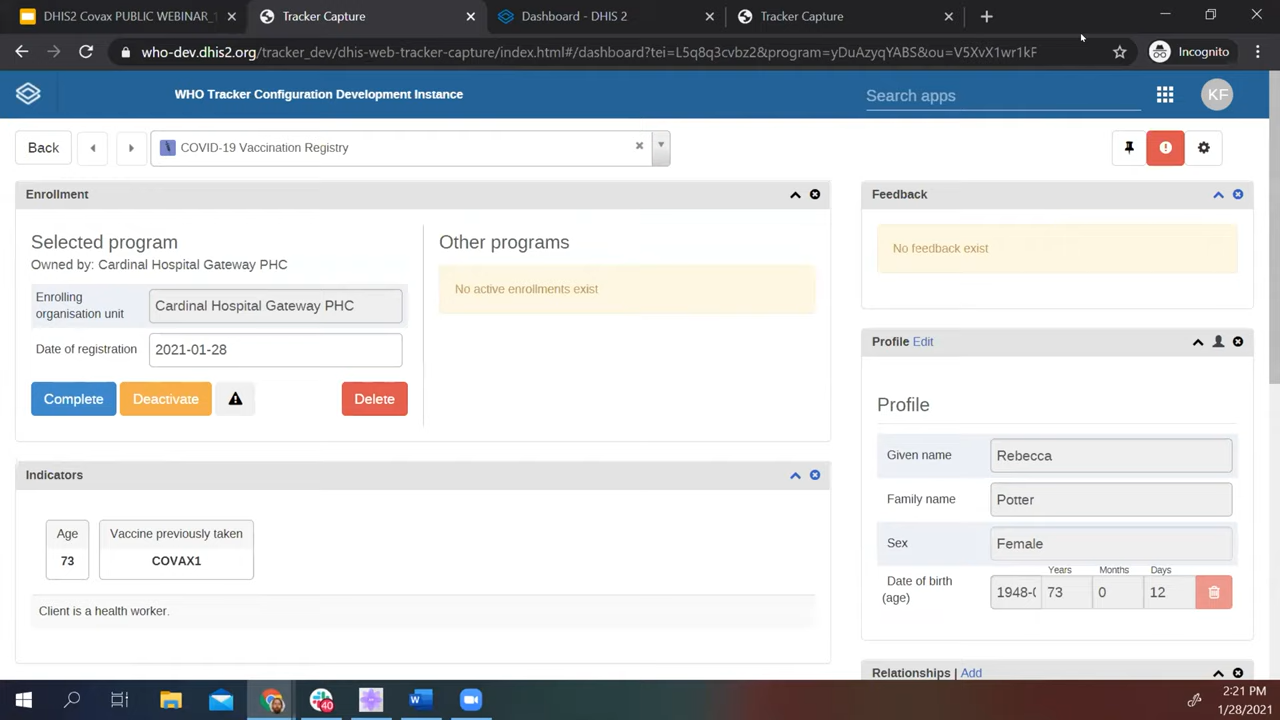 DHIS2 Covax PUBLIC WEBINAR_
Tracker Capture
Dashboard - DHIS 2
Tracker Capture
who-dev.dhis2.org/tracker_dev/dhis-web-tracker-capture/index.html#/dashboard?tei=L5q8q3cvbz2&program=yDuAzyqYABS&ou=V5XvX1wr1kF
Incognito
WHO Tracker Configuration Development Instance
Search apps
KF
Back
COVID-19 Vaccination Registry
Enrollment
Selected program
Owned by: Cardinal Hospital Gateway PHC
Enrolling
organisation unit
Cardinal Hospital Gateway PHC
Date of registration
2021-01-28
Complete
Deactivate
Delete
Other programs
No active enrollments exist
Indicators
Age
73
Vaccine previously taken
COVAX1
Client is a health worker.
Feedback
No feedback exist
Profile Edit
Profile
Given name
Rebecca
Family name
Potter
Sex
Female
Date of birth
(age)
Years
Months
Days
1948-
73
0
12
Relationships | Add
40
2:21 PM
1/28/2021